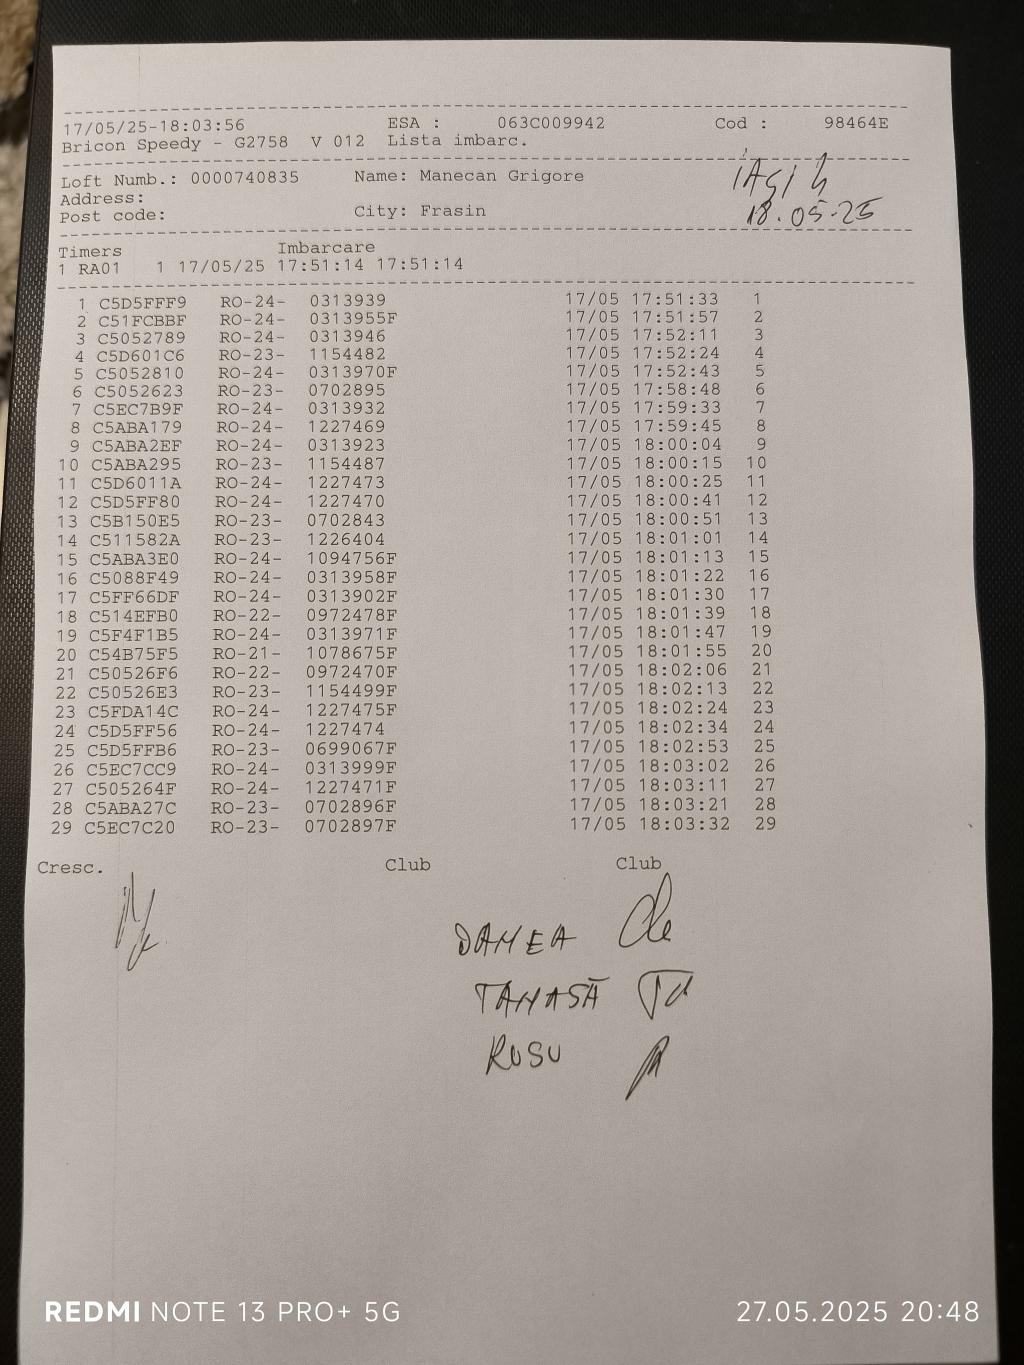 17/05/25-18:03:56 ESA : 063C009942 Cod : 98464E
Bricon Speedy - G2758 V 012 Lista imbarc.
Loft Numb.: 0000740835 Name: Manecan Grigore
Address:
Post code: City: Frasin
18.05-25
Timers Imbarcare
1 RA01 1 17/05/25 17:51:14 17:51:14
1 C5D5FFF9 RO-24- 0313939 17/05 17:51:33 1
2 C51FCBBF RO-24- 0313955F 17/05 17:51:57 2
3 C5052789 RO-24- 0313946 17/05 17:52:11 3
4 C5D601C6 RO-23- 1154482 17/05 17:52:24 4
5 C5052810 RO-24- 0313970F 17/05 17:52:43 5
6 C5052623 RO-23- 0702895 17/05 17:58:48 6
7 C5EC7B9F RO-24- 0313932 17/05 17:59:33 7
8 C5ABA179 RO-24- 1227469 17/05 17:59:45 8
9 C5ABA2EF RO-24- 0313923 17/05 18:00:04 9
10 C5ABA295 RO-23- 1154487 17/05 18:00:15 10
11 C5D6011A RO-24- 1227473 17/05 18:00:25 11
12 C5D5FF80 RO-24- 1227470 17/05 18:00:41 12
13 C5B150E5 RO-23- 0702843 17/05 18:00:51 13
14 C511582A RO-23- 1226404 17/05 18:01:01 14
15 C5ABA3E0 RO-24- 1094756F 17/05 18:01:13 15
16 C5088F49 RO-24- 0313958F 17/05 18:01:22 16
17 C5FF66DF RO-24- 0313902F 17/05 18:01:30 17
18 C514EFB0 RO-22- 0972478F 17/05 18:01:39 18
19 C5F4F1B5 RO-24- 0313971F 17/05 18:01:47 19
20 C54B75F5 RO-21- 1078675F 17/05 18:01:55 20
21 C50526F6 RO-22- 0972470F 17/05 18:02:06 21
22 C50526E3 RO-23- 1154499F 17/05 18:02:13 22
23 C5FDA14C RO-24- 1227475F 17/05 18:02:24 23
24 C5D5FF56 RO-24- 1227474 17/05 18:02:34 24
25 C5D5FFB6 RO-23- 0699067F 17/05 18:02:53 25
26 C5EC7CC9 RO-24- 0313999F 17/05 18:03:02 26
27 C505264F RO-24- 1227471F 17/05 18:03:11 27
28 C5ABA27C RO-23- 0702896F 17/05 18:03:21 28
29 C5EC7C20 RO-23- 0702897F 17/05 18:03:32 29
Cresc. Club Club
DAMEA
TANASĂ
RUSU
REDMI NOTE 13 PRO+ 5G 27.05.2025 20:48